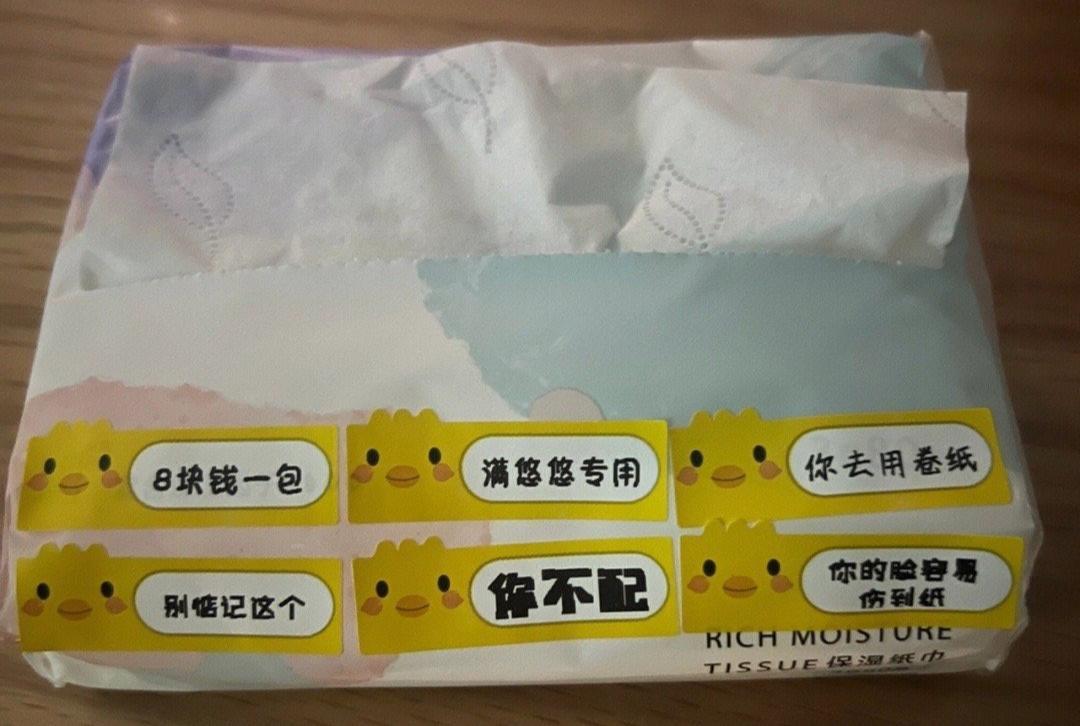 8块钱一包
满悠悠专用
你去用卷纸
别惦记这个
你不配
你的脸容易
伤到纸
RICH MOISTURE
TISSUE 保湿纸巾